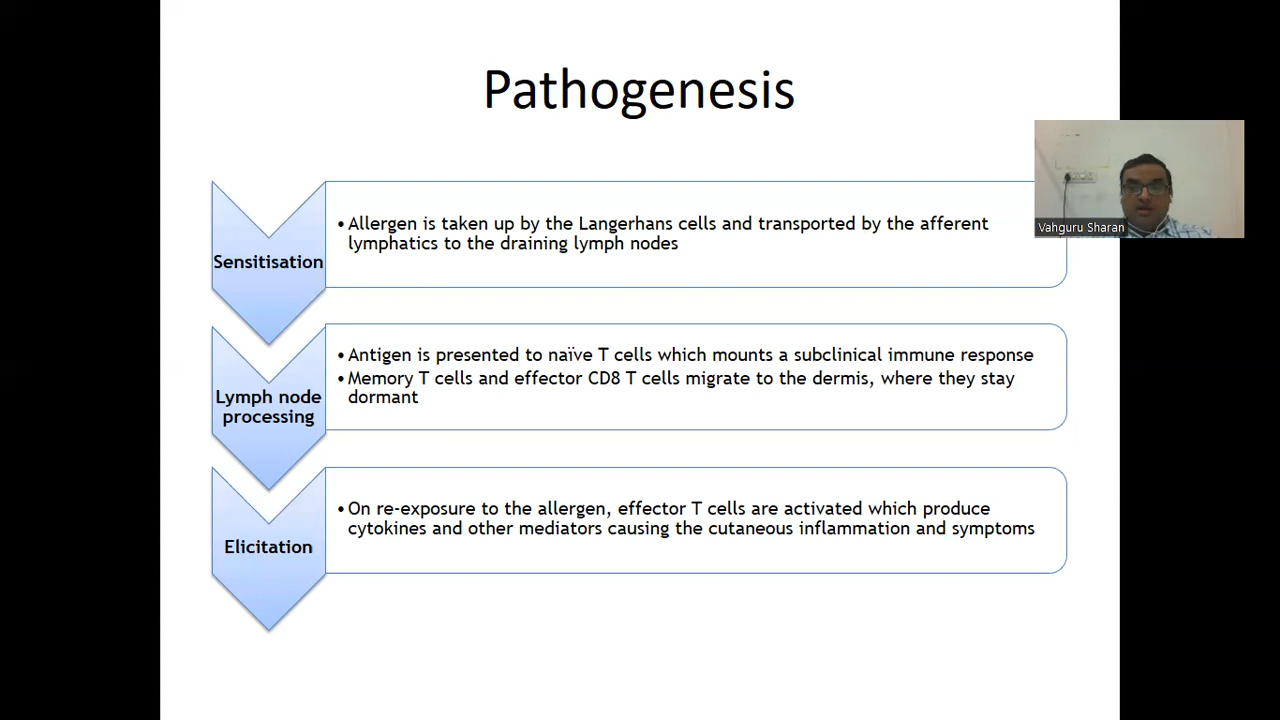 Pathogenesis
Sensitisation
• Allergen is taken up by the Langerhans cells and transported by the afferent
lymphatics to the draining lymph nodes
Vahguru Sharan
Lymph node
processing
• Antigen is presented to naïve T cells which mounts a subclinical immune response
• Memory T cells and effector CD8 T cells migrate to the dermis, where they stay
dormant
Elicitation
• On re-exposure to the allergen, effector T cells are activated which produce
cytokines and other mediators causing the cutaneous inflammation and symptoms